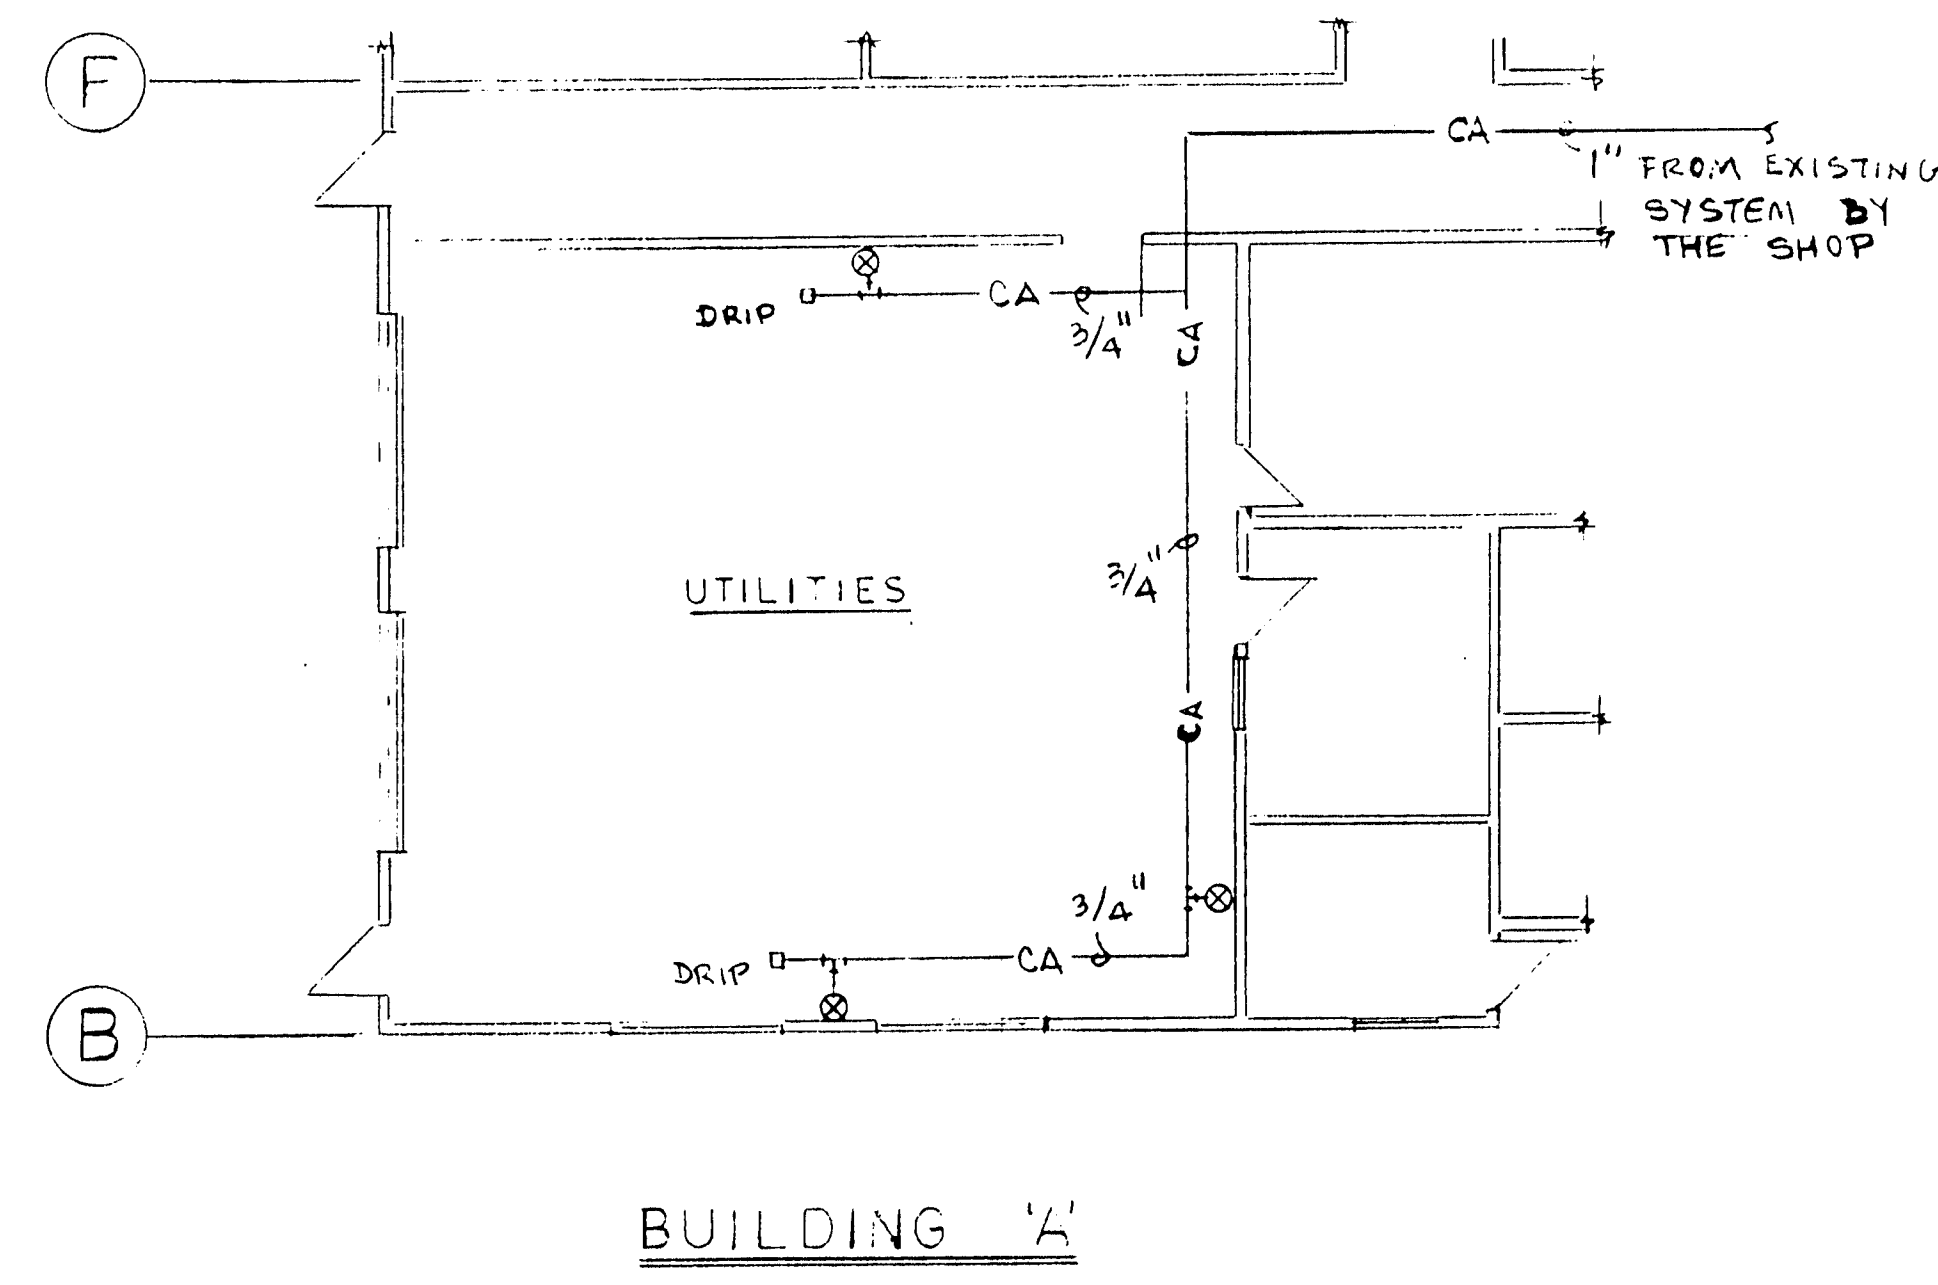 F
CA
1" FROM EXISTING
SYSTEM BY
THE SHOP
DRIP
CA
3/4"
CA
UTILITIES
3/4"
CA
3/4"
DRIP
CA
B
BUILDING 'A'